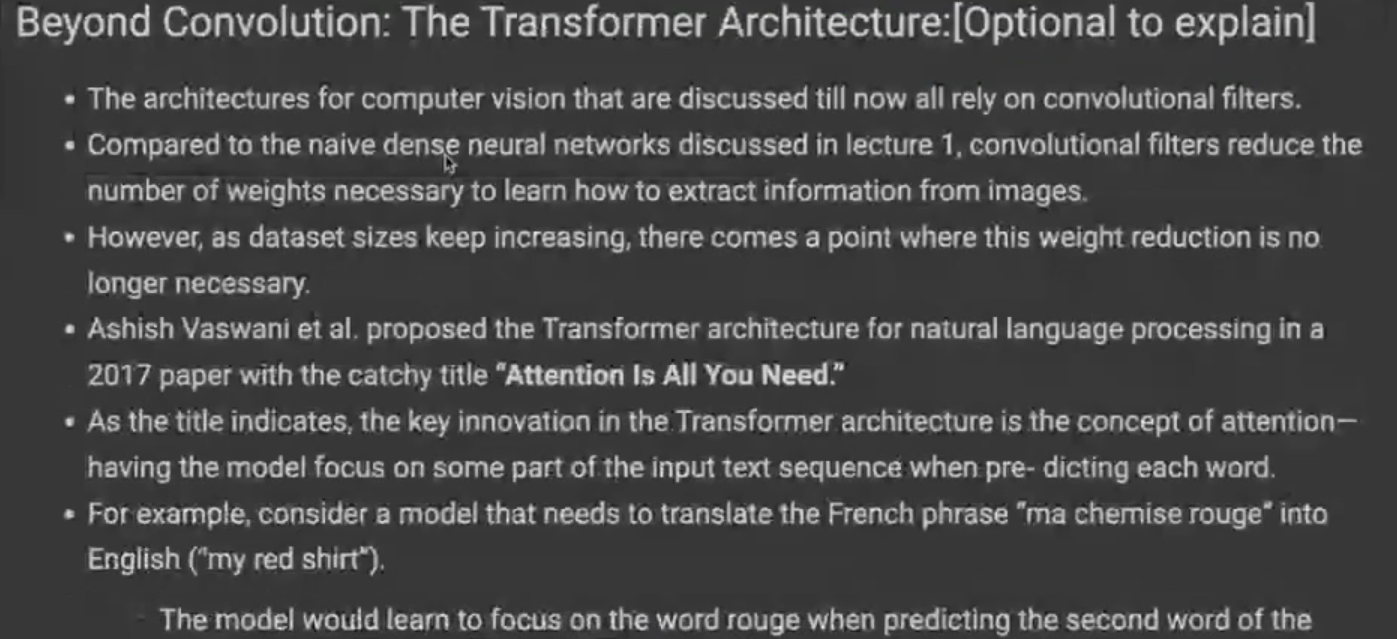 Beyond Convolution: The Transformer Architecture:[Optional to explain]
• The architectures for computer vision that are discussed till now all rely on convolutional filters.
• Compared to the naive dense neural networks discussed in lecture 1, convolutional filters reduce the
number of weights necessary to learn how to extract information from images.
• However, as dataset sizes keep increasing, there comes a point where this weight reduction is no
longer necessary.
• Ashish Vaswani et al. proposed the Transformer architecture for natural language processing in a
2017 paper with the catchy title "Attention Is All You Need."
• As the title indicates, the key innovation in the Transformer architecture is the concept of attention—
having the model focus on some part of the input text sequence when pre- dicting each word.
• For example, consider a model that needs to translate the French phrase "ma chemise rouge" into
English ("my red shirt").
- The model would learn to focus on the word rouge when predicting the second word of the